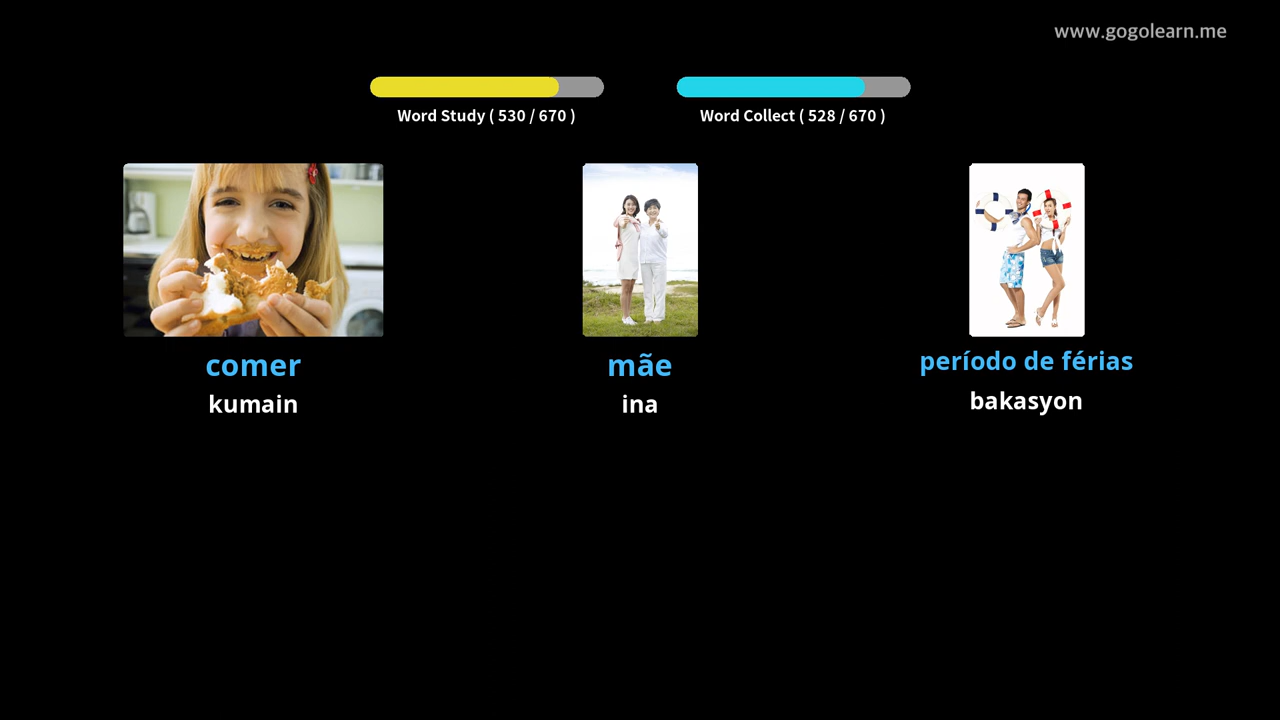 www.gogolearn.me
Word Study ( 530 / 670 )
Word Collect ( 528 / 670 )
comer
kumain
mãe
ina
período de férias
bakasyon